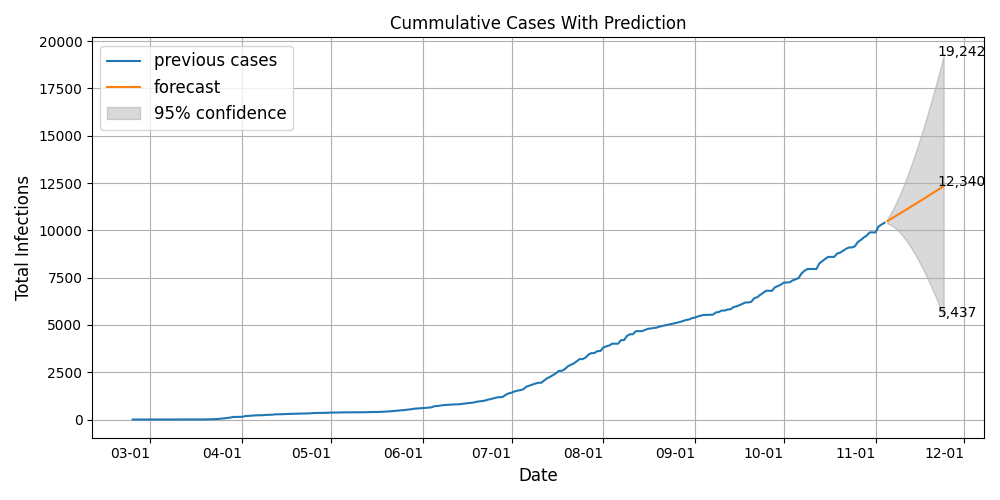 Cummulative Cases With Prediction
previous cases
forecast
95% confidence
20000
17500
15000
12500
10000
7500
5000
2500
0
Total Infections
19,242
12,340
5,437
03-01 04-01 05-01 06-01 07-01 08-01 09-01 10-01 11-01 12-01
Date